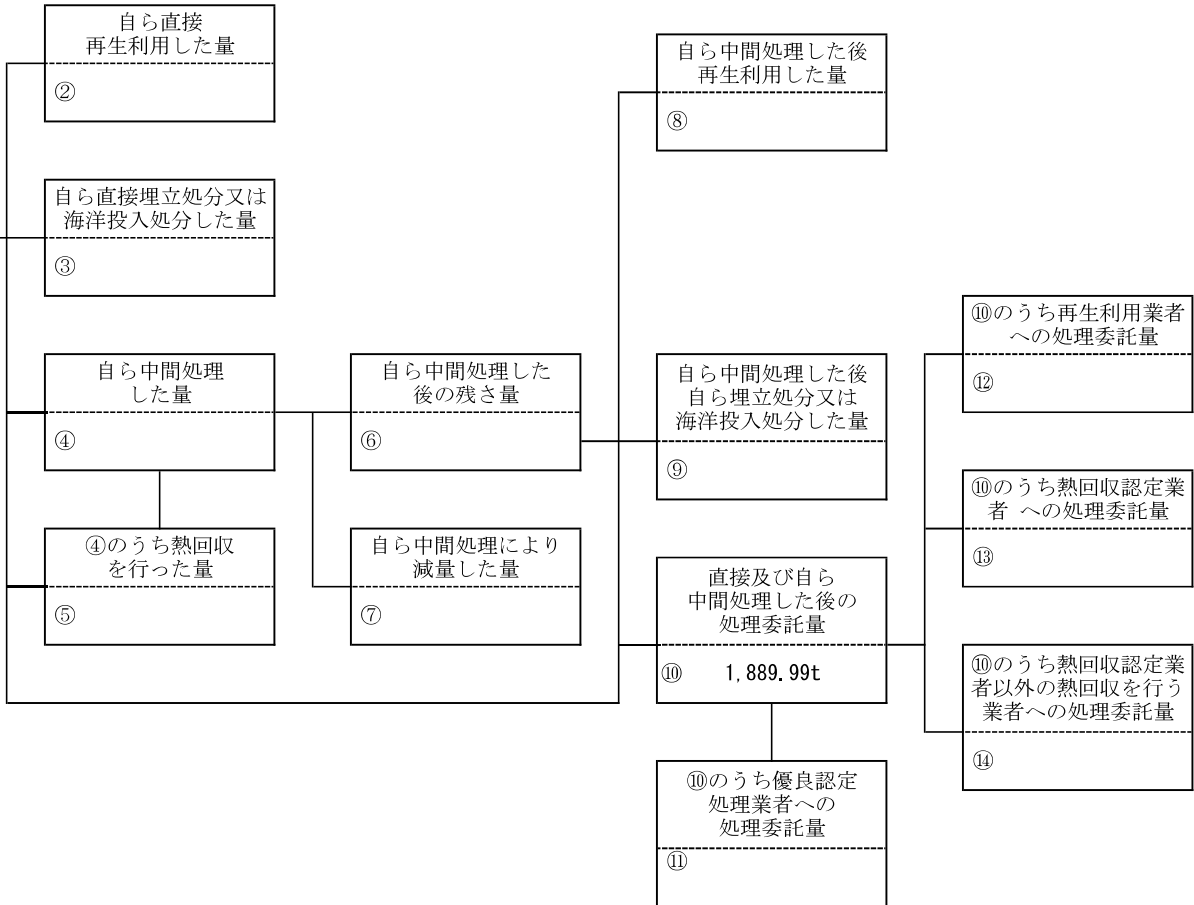 自ら直接
再生利用した量
②
自ら直接埋立処分又は
海洋投入処分した量
③
自ら中間処理
した量
④
④のうち熱回収
を行った量
⑤
自ら中間処理した
後の残さ量
⑥
自ら中間処理により
減量した量
⑦
自ら中間処理した後
再生利用した量
⑧
自ら中間処理した後
自ら埋立処分又は
海洋投入処分した量
⑨
直接及び自ら
中間処理した後の
処理委託量
⑩ 1,889.99t
⑩のうち優良認定
処理業者への
処理委託量
⑪
⑩のうち再生利用業者
への処理委託量
⑫
⑩のうち熱回収認定業
者 への処理委託量
⑬
⑩のうち熱回収認定業
者以外の熱回収を行う
業者への処理委託量
⑭